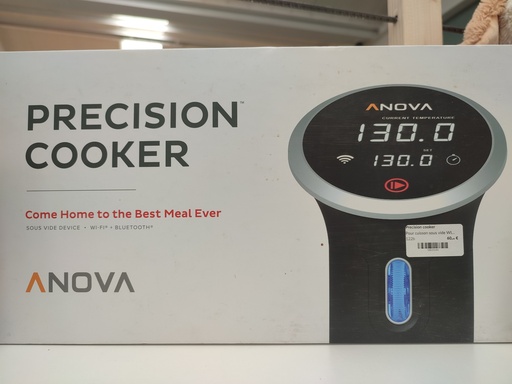 PRECISION™
COOKER
Come Home to the Best Meal Ever
SOUS VIDE DEVICE • WI-FI® + BLUETOOTH®
ANOVA
ANOVA
CURRENT TEMPERATURE
130.0
SET
130.0
Precision cooker